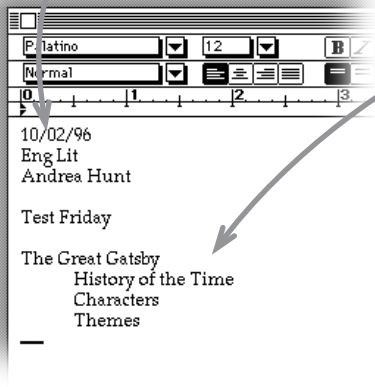 Palatino 12 B I
Normal
0 1 2 3
10/02/96
Eng Lit
Andrea Hunt
Test Friday
The Great Gatsby
History of the Time
Characters
Themes